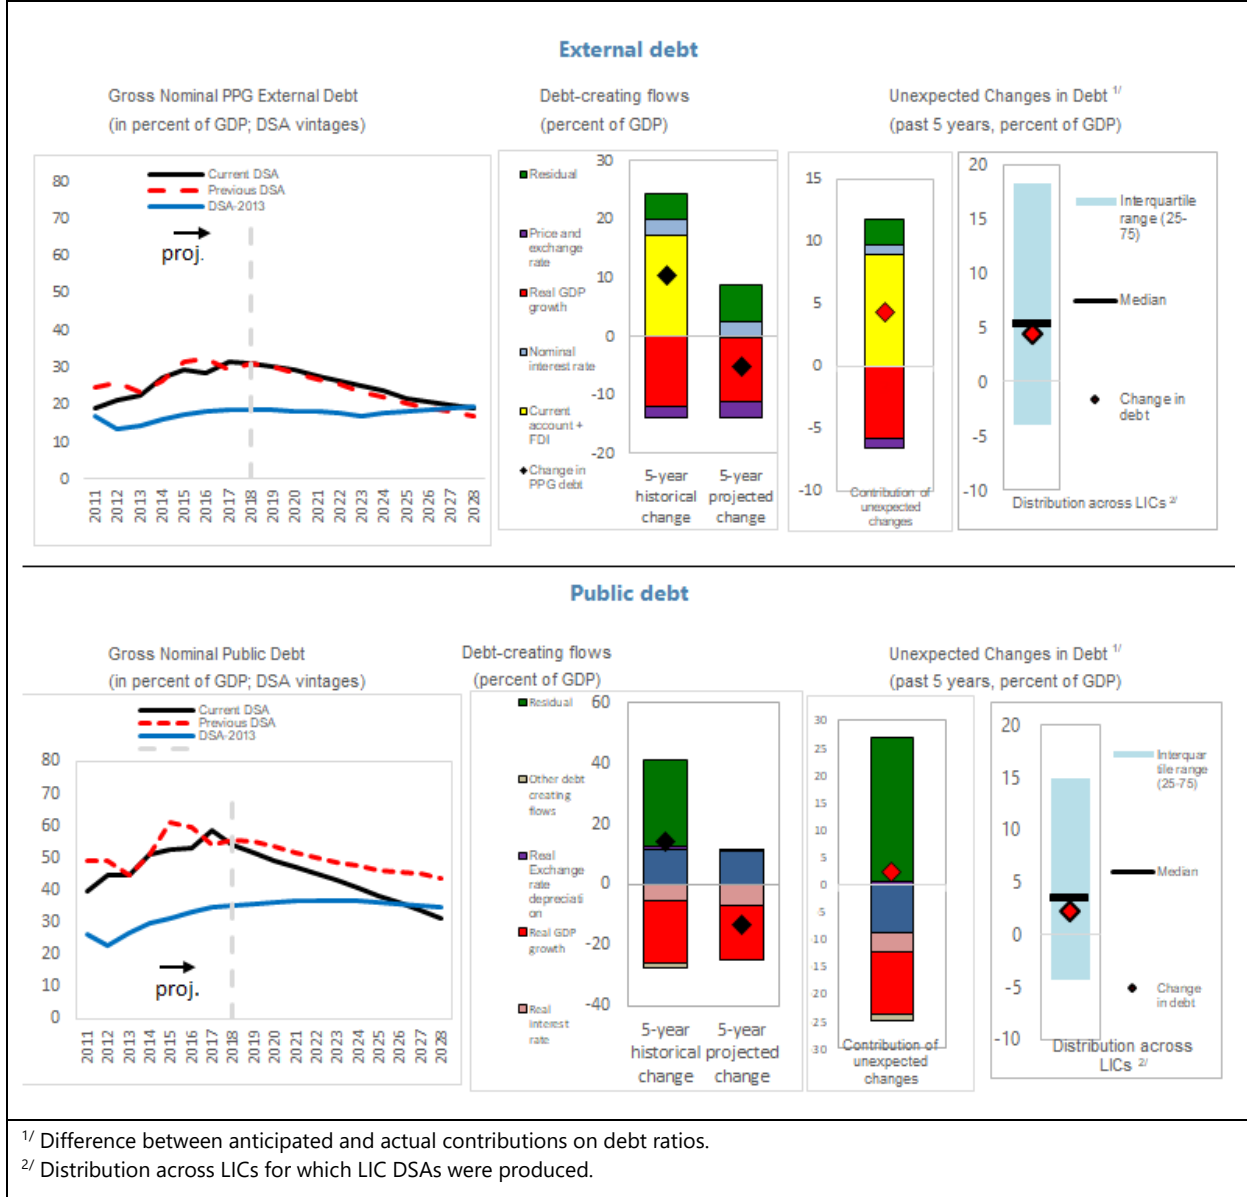 External debt
Gross Nominal PPG External Debt
(in percent of GDP; DSA vintages)
Debt-creating flows
(percent of GDP)
Unexpected Changes in Debt 1/
(past 5 years, percent of GDP)
Current DSA
Previous DSA
DSA-2013
proj.
80
70
60
50
40
30
20
10
0
2011
2012
2013
2014
2015
2016
2017
2018
2019
2020
2021
2022
2023
2024
2025
2026
2027
2028
Residual
Price and
exchange
rate
Real GDP
growth
Nominal
interest rate
Current
account +
FDI
Change in
PPG debt
30
20
10
0
-10
-20
5-year
historical
change
5-year
projected
change
15
10
5
0
-5
-10
Contribution of
unexpected
changes
20
15
10
5
0
-5
-10
Interquartile
range (25-
75)
Median
Change in
debt
Distribution across LICs 2/
Public debt
Gross Nominal Public Debt
(in percent of GDP; DSA vintages)
Debt-creating flows
(percent of GDP)
Unexpected Changes in Debt 1/
(past 5 years, percent of GDP)
Current DSA
Previous DSA
DSA-2013
80
70
60
50
40
30
20
10
0
proj.
2011
2012
2013
2014
2015
2016
2017
2018
2019
2020
2021
2022
2023
2024
2025
2026
2027
2028
Residual
Other debt
creating
flows
Real
Exchange
rate
depreciati
on
Real GDP
growth
Real
interest
rate
60
40
20
0
-20
-40
5-year
historical
change
5-year
projected
change
30
25
20
15
10
5
0
-5
-10
-15
-20
-25
30
Contribution of
unexpected
changes
20
15
10
5
0
-5
-10
Interquar
tile range
(25-75)
Median
Change
in debt
Distribution across
LICs 2/
1/ Difference between anticipated and actual contributions on debt ratios.
2/ Distribution across LICs for which LIC DSAs were produced.